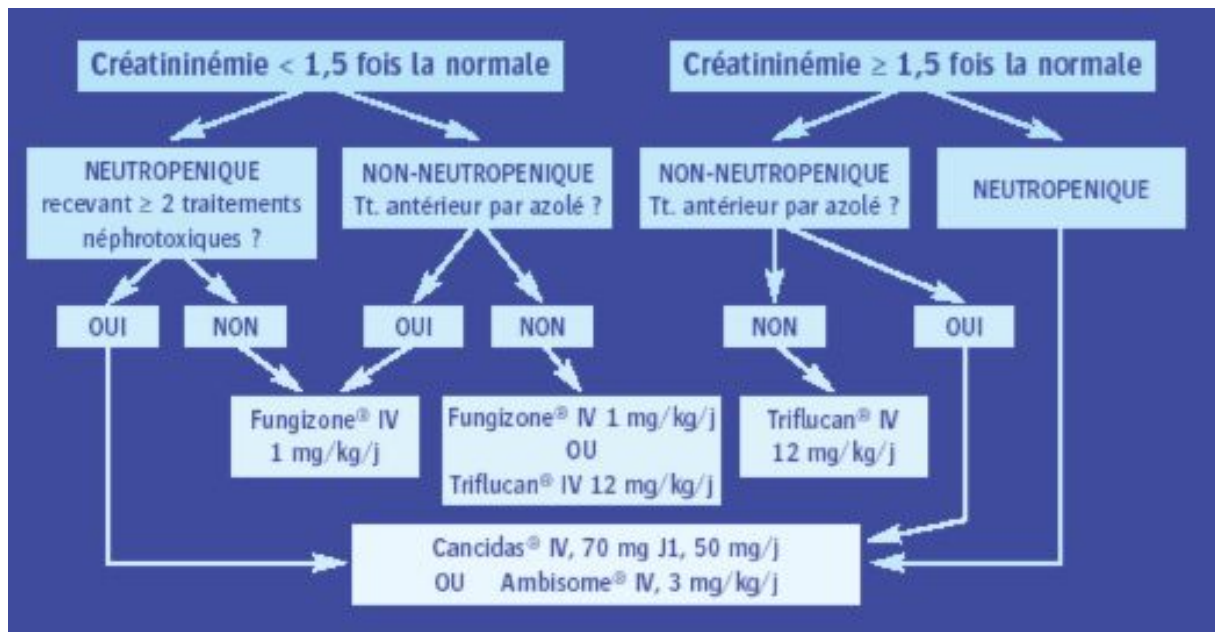 Créatininémie < 1,5 fois la normale
Créatininémie ≥ 1,5 fois la normale
NEUTROPENIQUE
recevant ≥ 2 traitements
néphrotoxiques ?
NON-NEUTROPENIQUE
Tt. antérieur par azolé ?
NON-NEUTROPENIQUE
Tt. antérieur par azolé ?
NEUTROPENIQUE
OUI
NON
OUI
NON
NON
OUI
Fungizone® IV
1 mg/kg/j
Fungizone® IV 1 mg/kg/j
OU
Triflucan® IV 12 mg/kg/j
Triflucan® IV
12 mg/kg/j
Cancidas® IV, 70 mg J1, 50 mg/j
OU Ambisome® IV, 3 mg/kg/j